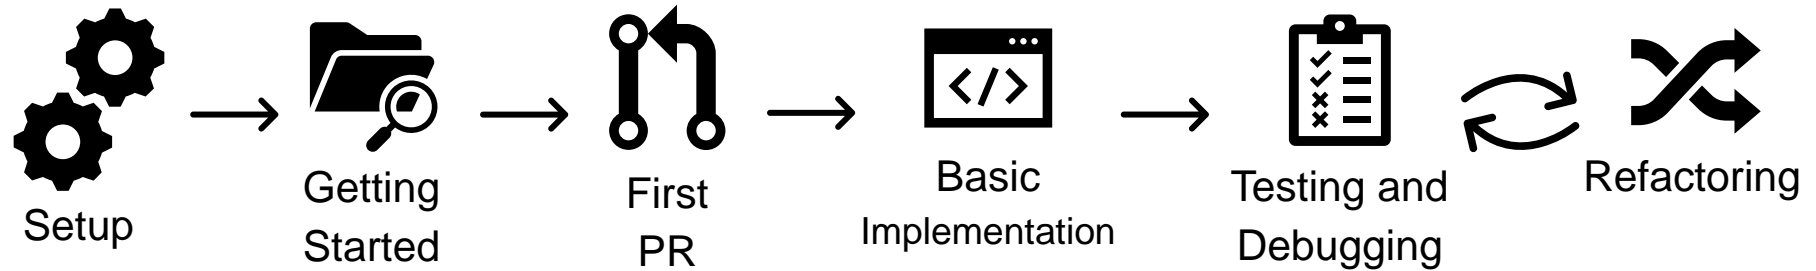 Setup
Getting
Started
First
PR
</>
Basic
Implementation
Testing and
Debugging
Refactoring